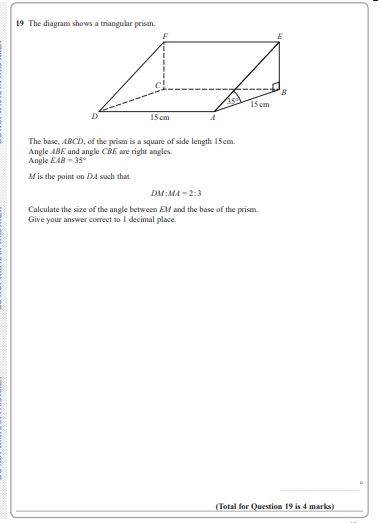 19 The diagram shows a triangular prism.
F
E
C
B
35°
D
15 cm
A
15 cm
The base, ABCD, of the prism is a square of side length 15 cm.
Angle ABE and angle CBE are right angles.
Angle EAB = 35°
M is the point on DA such that
DM : MA = 2 : 3
Calculate the size of the angle between EM and the base of the prism.
Give your answer correct to 1 decimal place.
°
(Total for Question 19 is 4 marks)